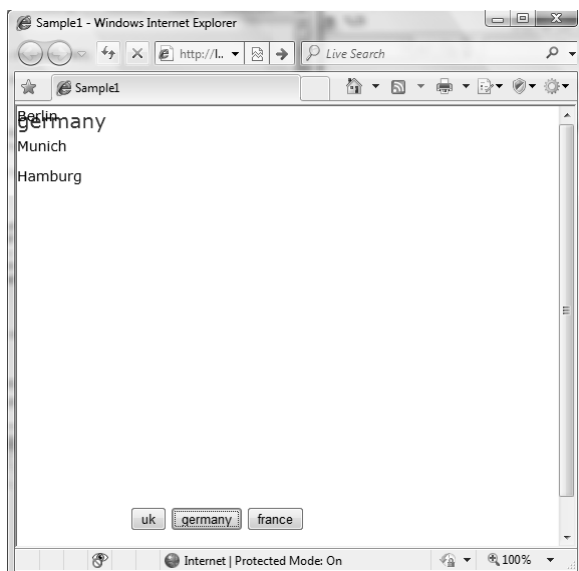 Sample1 - Windows Internet Explorer
http://l..
Live Search
Sample1
Berlin
germany
Munich
Hamburg
uk
germany
france
Internet | Protected Mode: On
100%